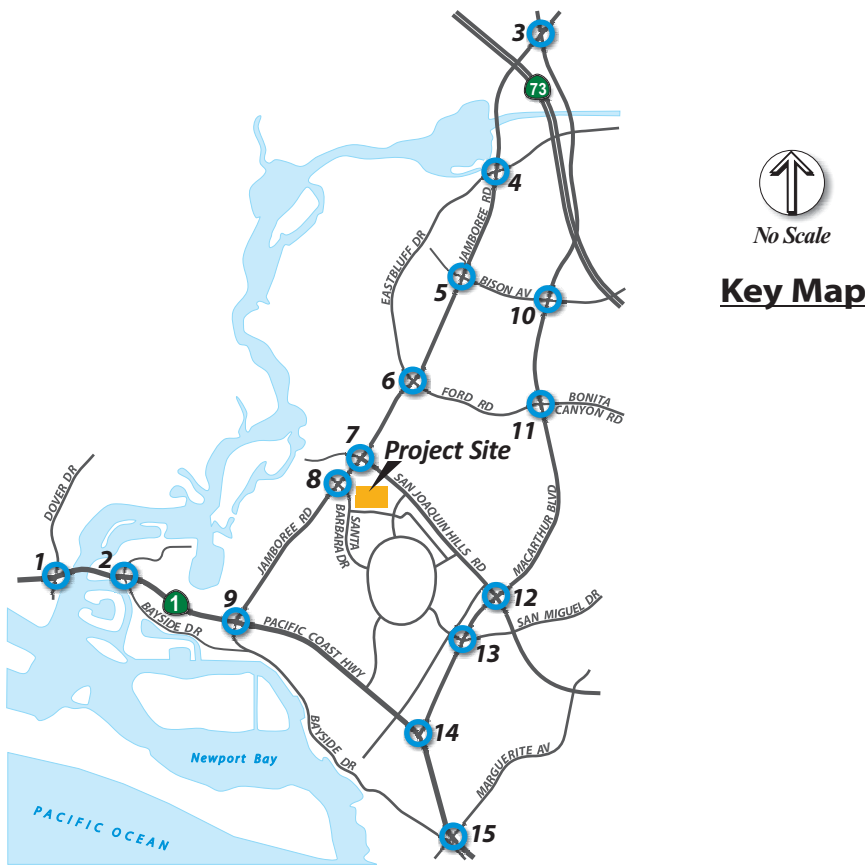 3
73
4
JAMBOREE RD
No Scale
EASTBLUFF DR
5
BISON AV
Key Map
10
6
FORD RD
BONITA
CANYON RD
11
7
Project Site
8
DOVER DR
SAN JOAQUIN HILLS RD
SANTA
BARBARA DR
JAMBOREE RD
MACARTHUR BLVD
1
2
1
9
12
BAYSIDE DR
PACIFIC COAST HWY
SAN MIGUEL DR
13
14
BAYSIDE DR
Newport Bay
MARGUERITE AV
PACIFIC OCEAN
15